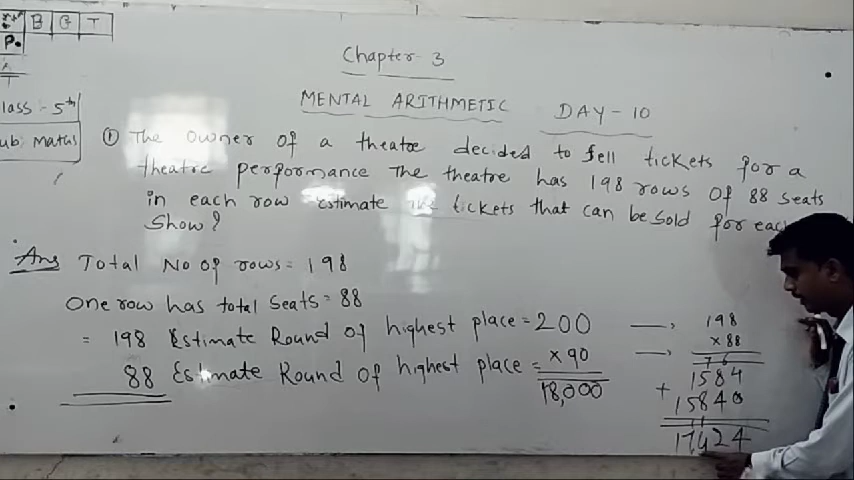 B G T
P.
Class :- 5th
Sub: Maths
Chapter - 3
MENTAL ARITHMETIC DAY - 10
① The owner of a theatre decided to fell tickets for a
theatre performance The theatre has 198 rows of 88 seats
in each row Estimate the tickets that can be sold for each
Show?
Ans Total No of rows = 198
One row has total seats = 88
= 198 Estimate Round of highest place = 200
88 Estimate Round of highest place = × 90
18,000
198
× 88
7 6
1584
+ 15840
17424